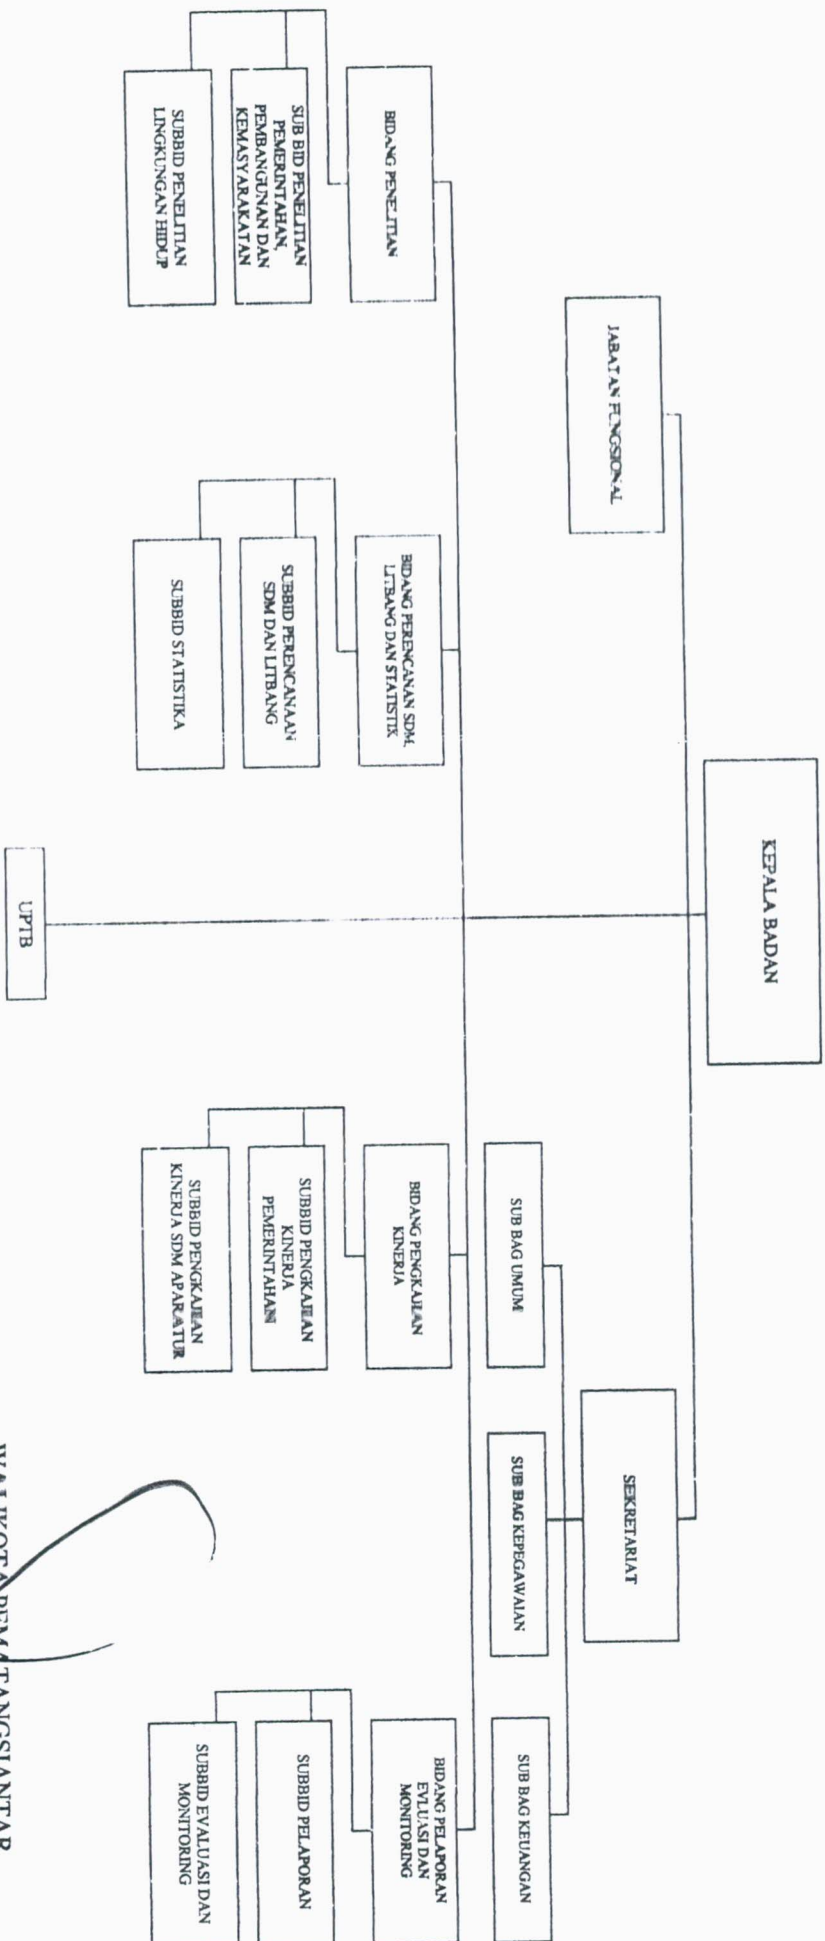 KEPALA BADAN
JABATAN FUNGSIONAL
SEKRETARIAT
SUB BAG UMUM
SUB BAG KEPEGAWAIAN
SUB BAG KEUANGAN
BIDANG PENELITIAN
SUB BID PENELITIAN
PEMERINTAHAN,
PEMBANGUNAN DAN
KEMASYARAKATAN
SUBBID PENELITIAN
LINGKUNGAN HIDUP
BIDANG PERENCANAN SDM,
LITBANG DAN STATISTIK
SUBBID PERENCANAAN
SDM DAN LITBANG
SUBBID STATISTIKA
BIDANG PENGKAJIAN
KINERJA
SUBBID PENGKAJIAN
KINERJA
PEMERINTAHAN
SUBBID PENGKAJIAN
KINERJA SDM APARATUR
BIDANG PELAPORAN
EVLUASI DAN
MONITORING
SUBBID PELAPORAN
SUBBID EVALUASI DAN
MONITORING
UPTB
WALIKOTA PEMATANGSIANTAR